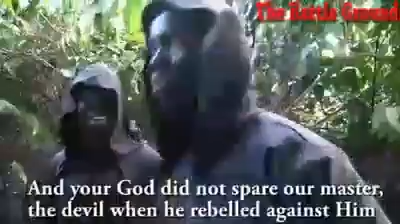 The Battle Ground
And your God did not spare our master,
the devil when he rebelled against Him